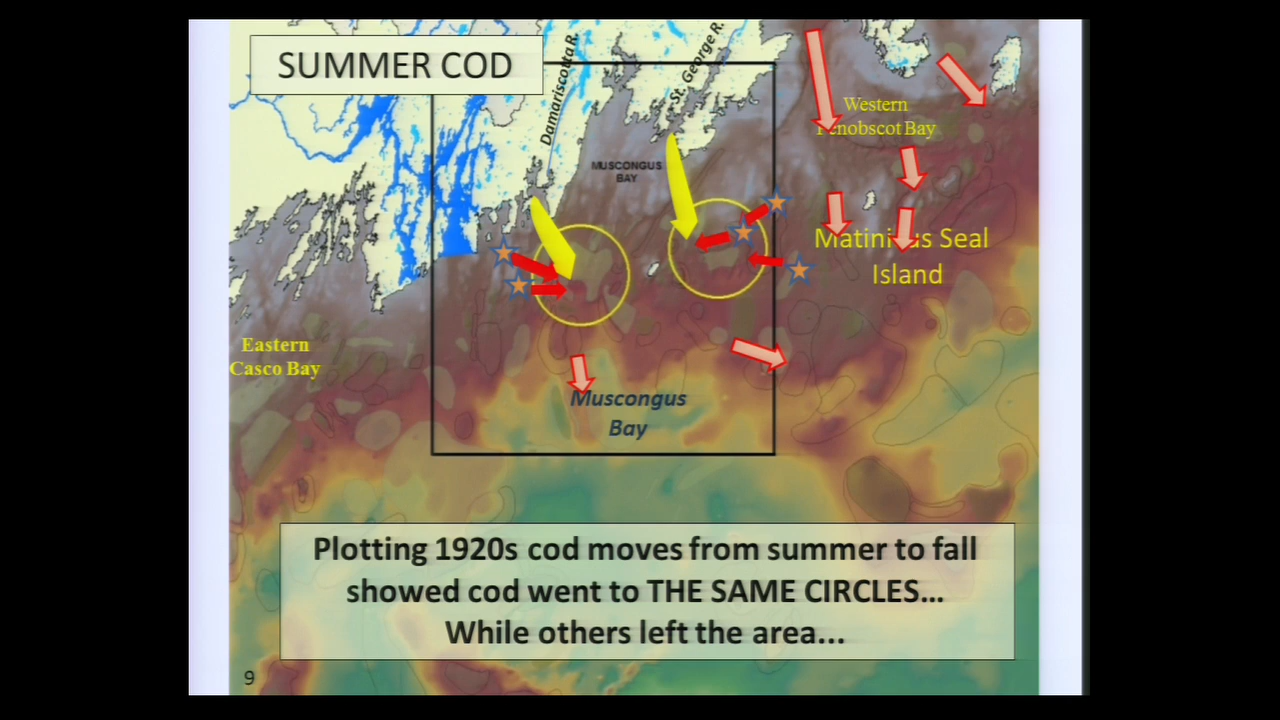 SUMMER COD
Damariscotta R.
St. George R.
Western
Penobscot Bay
MUSCONGUS
BAY
Matinicus Seal
Island
Eastern
Casco Bay
Muscongus
Bay
Plotting 1920s cod moves from summer to fall
showed cod went to THE SAME CIRCLES...
While others left the area...
9